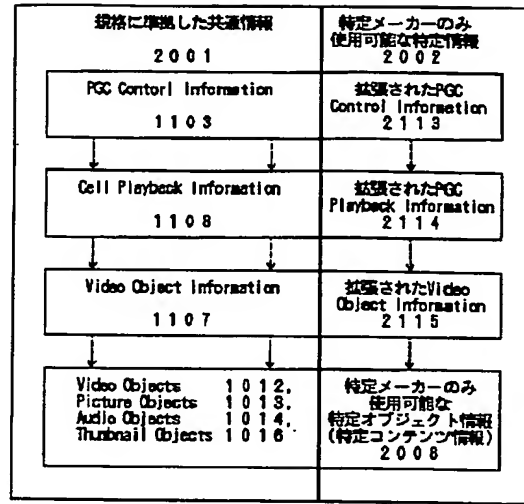 規格に準拠した共通情報
2001
特定メーカーのみ
使用可能な特定情報
2002
PGC Contorl Information
1103
拡張されたPGC
Control Information
2113
Cell Playback Information
1108
拡張されたPGC
Playback Information
2114
Video Object Information
1107
拡張されたVideo
Object Information
2115
Video Objects 1012,
Picture Objects 1013,
Audio Objects 1014,
Thumbnail Objects 1016
特定メーカーのみ
使用可能な
特定オブジェクト情報
(特定コンテンツ情報)
2008